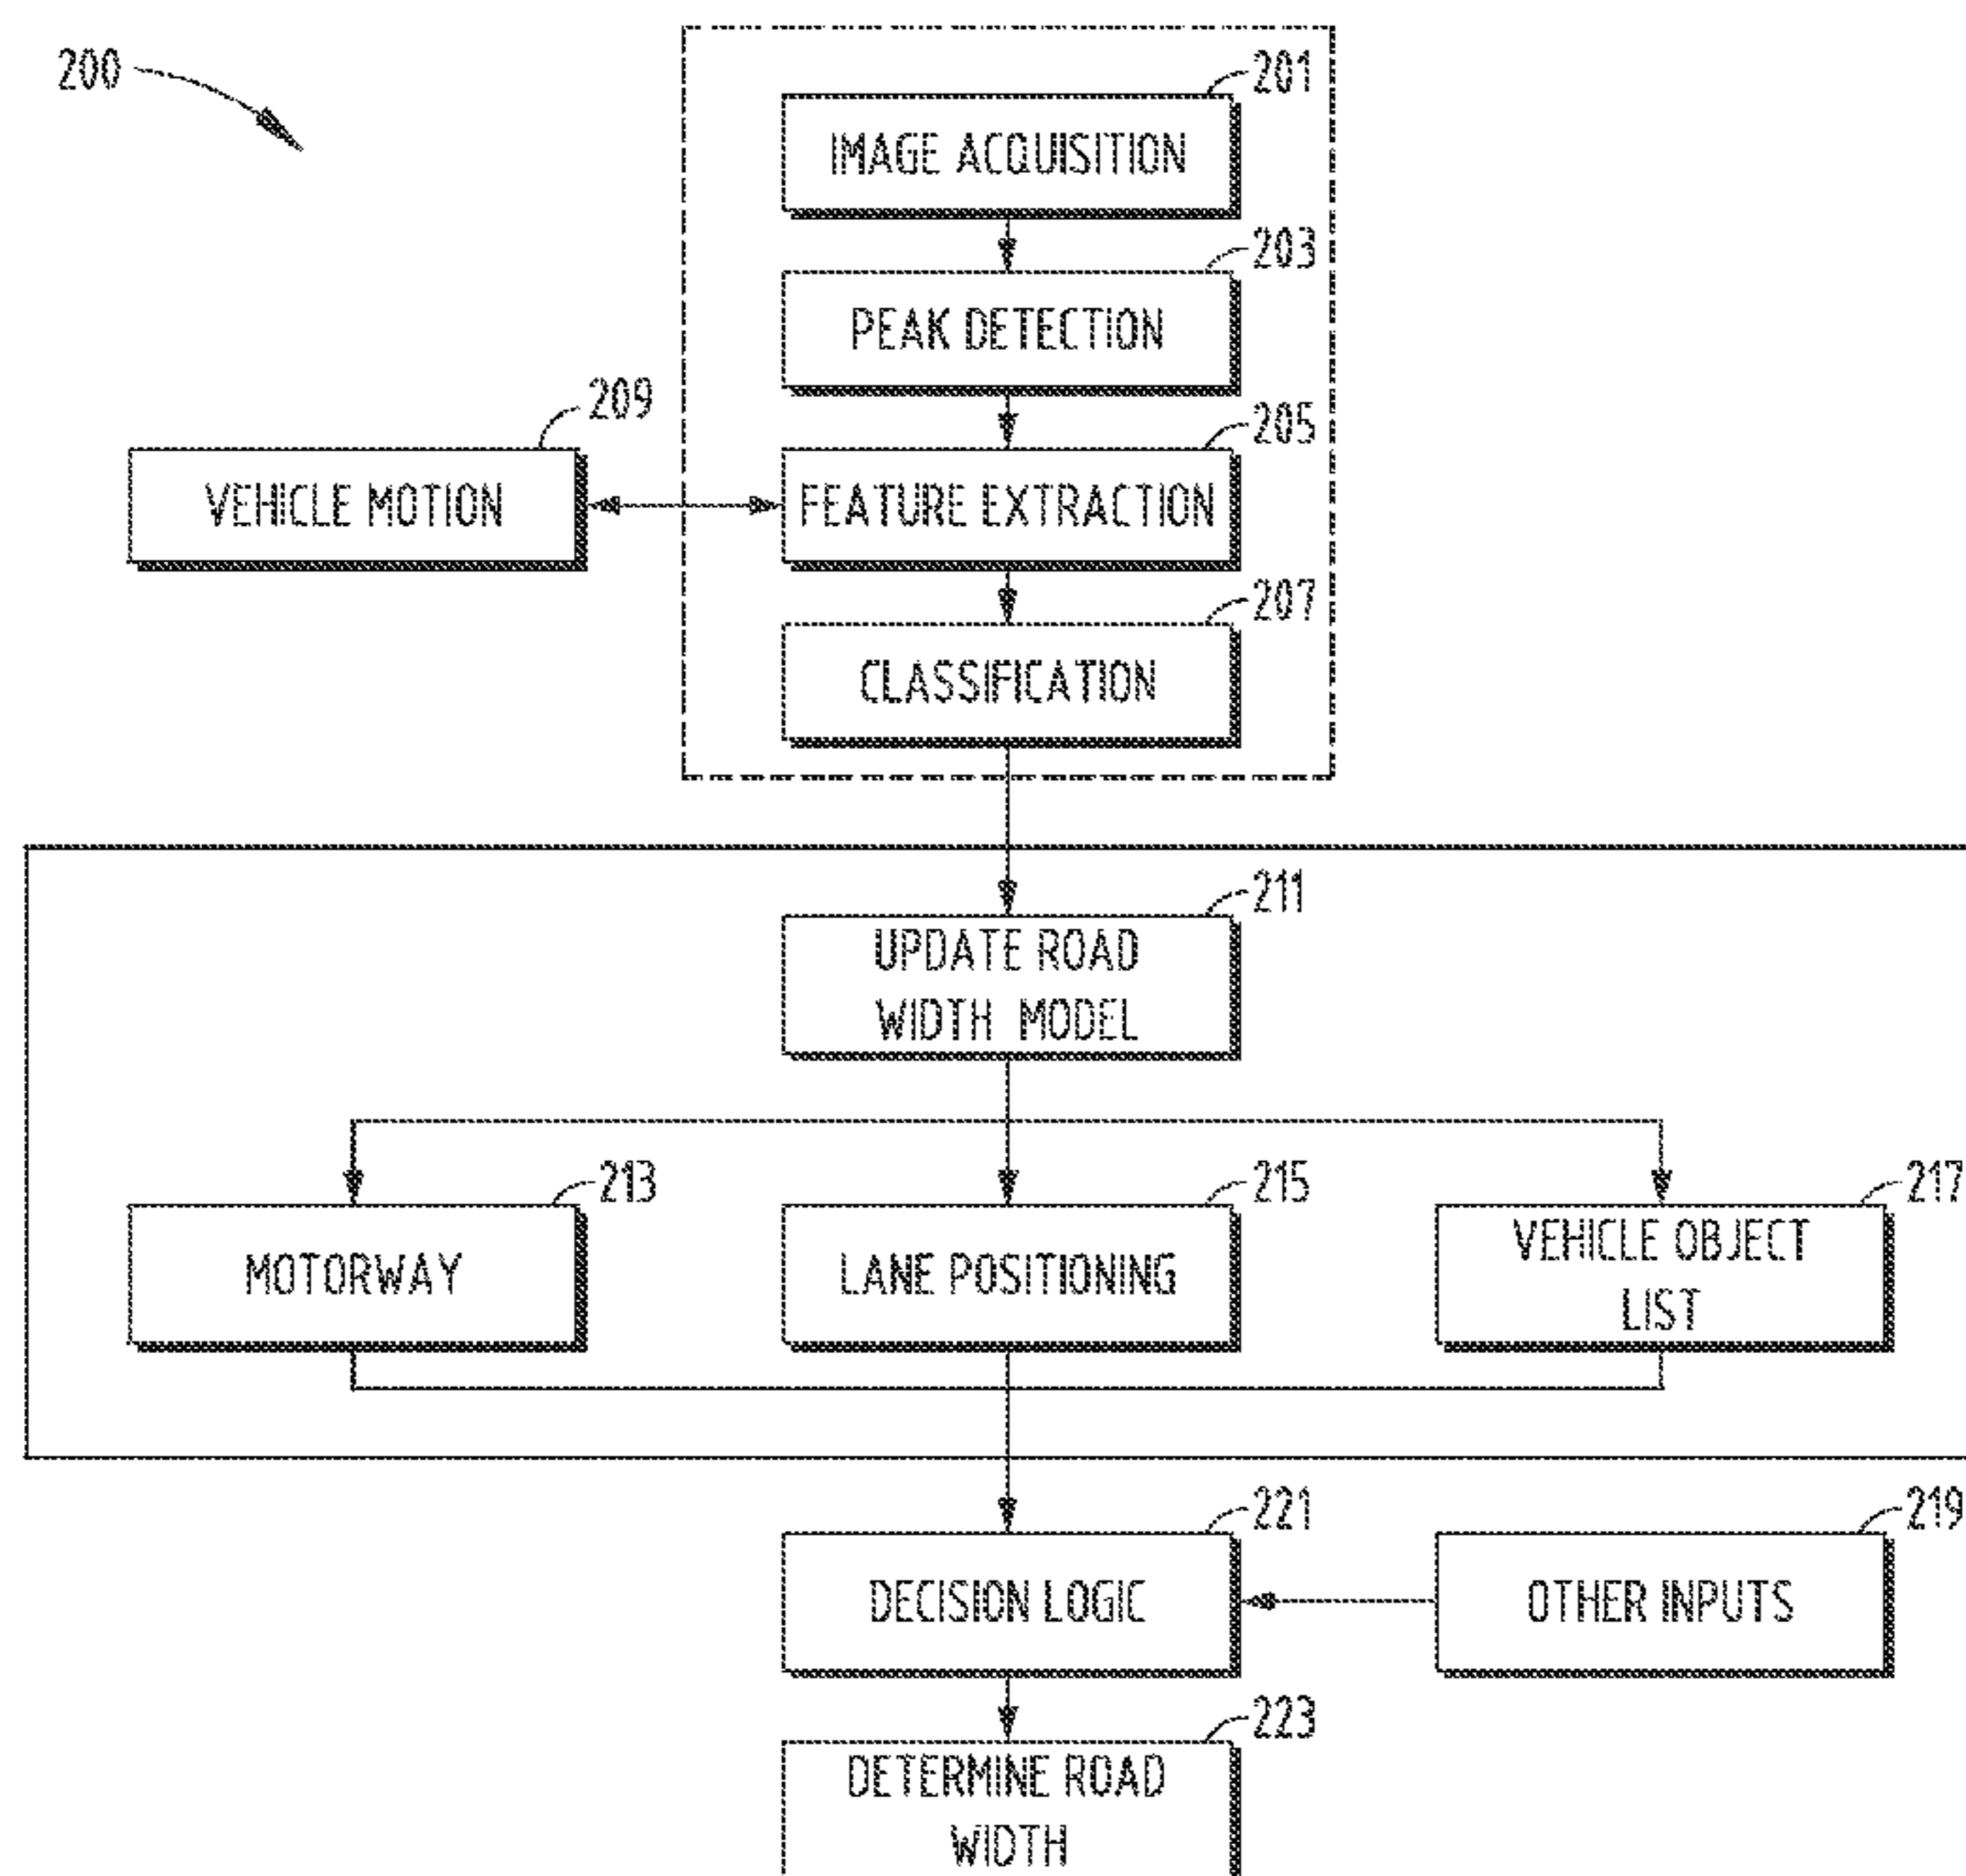 200
201
IMAGE ACQUISITION
203
PEAK DETECTION
209
VEHICLE MOTION
205
FEATURE EXTRACTION
207
CLASSIFICATION
211
UPDATE ROAD
WIDTH MODEL
213
MOTORWAY
215
LANE POSITIONING
217
VEHICLE OBJECT
LIST
221
DECISION LOGIC
219
OTHER INPUTS
223
DETERMINE ROAD
WIDTH